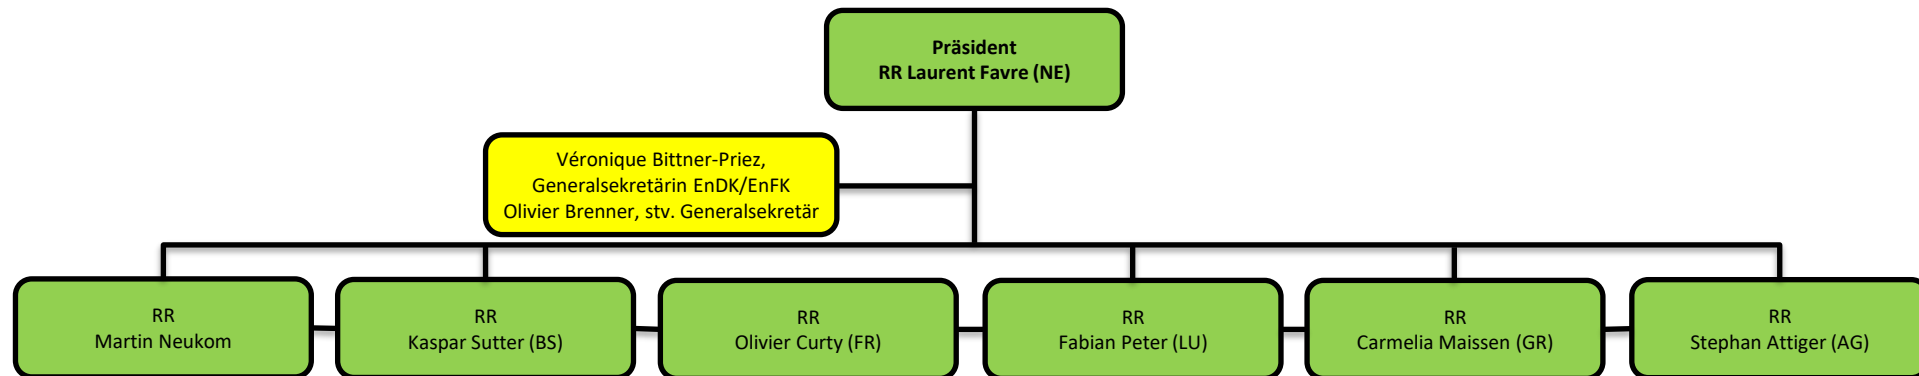 Präsident
RR Laurent Favre (NE)
Véronique Bittner-Priez,
Generalsekretärin EnDK/EnFK
Olivier Brenner, stv. Generalsekretär
RR
Martin Neukom
RR
Kaspar Sutter (BS)
RR
Olivier Curty (FR)
RR
Fabian Peter (LU)
RR
Carmelia Maissen (GR)
RR
Stephan Attiger (AG)